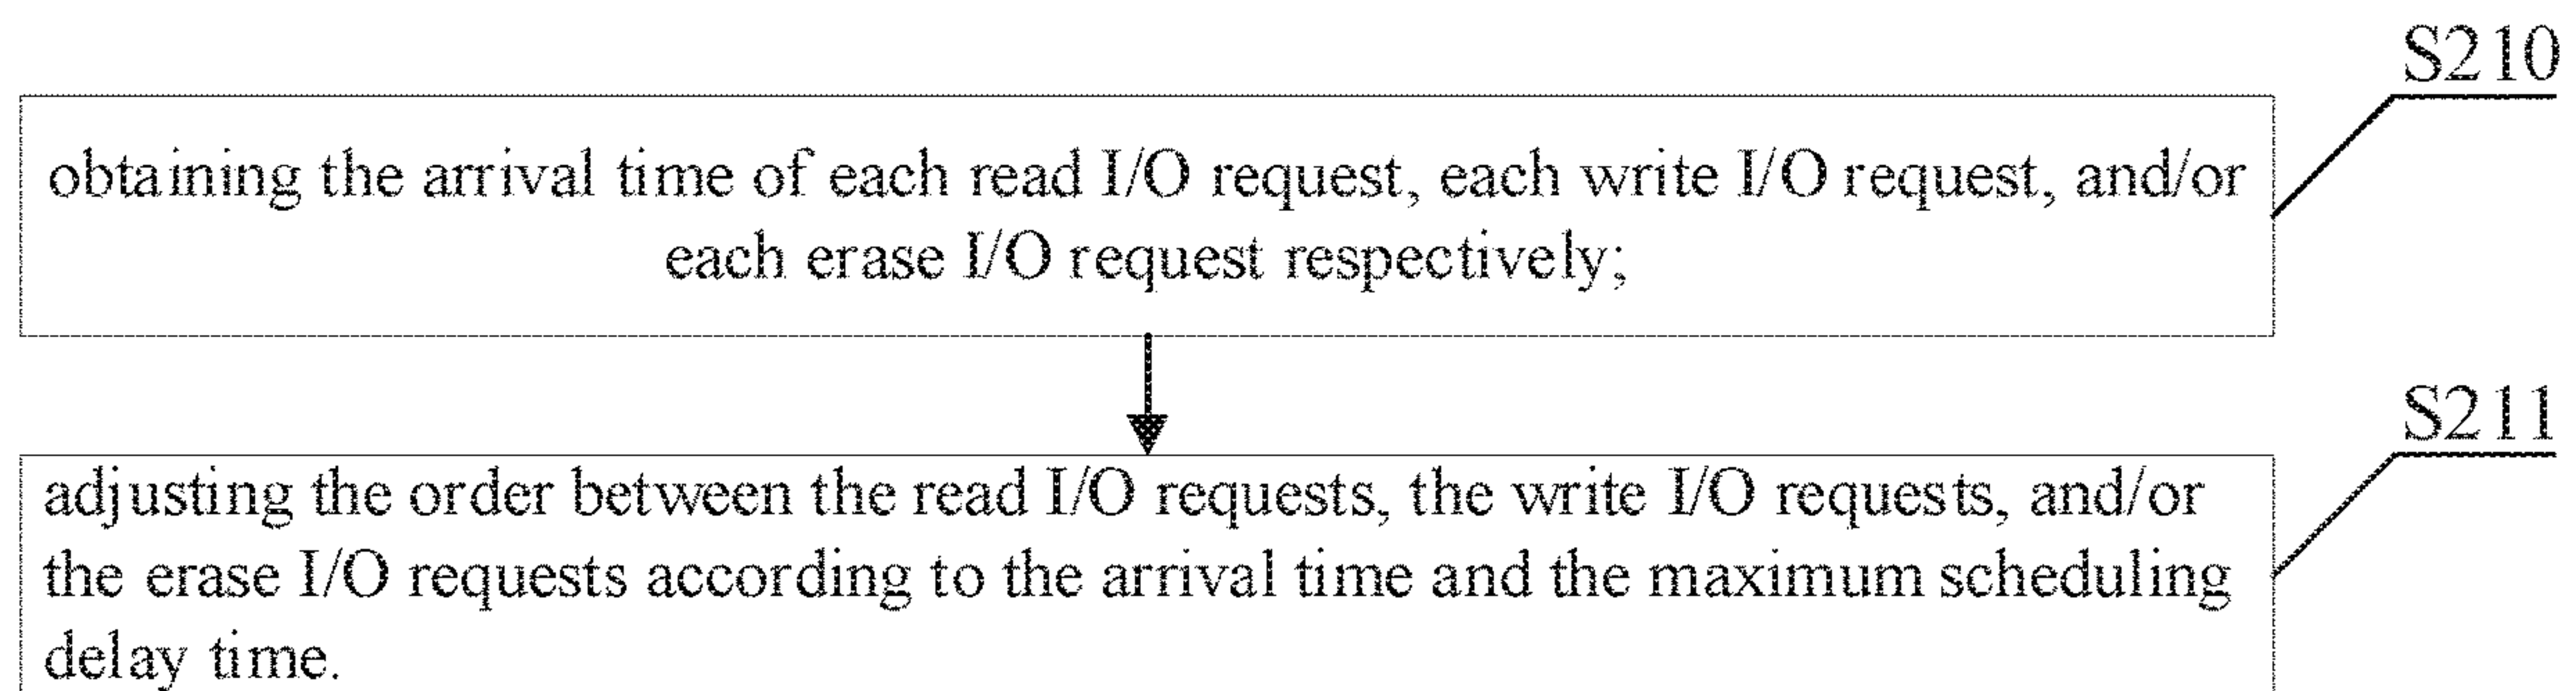 S210
obtaining the arrival time of each read I/O request, each write I/O request, and/or
each erase I/O request respectively;
S211
adjusting the order between the read I/O requests, the write I/O requests, and/or
the erase I/O requests according to the arrival time and the maximum scheduling
delay time.